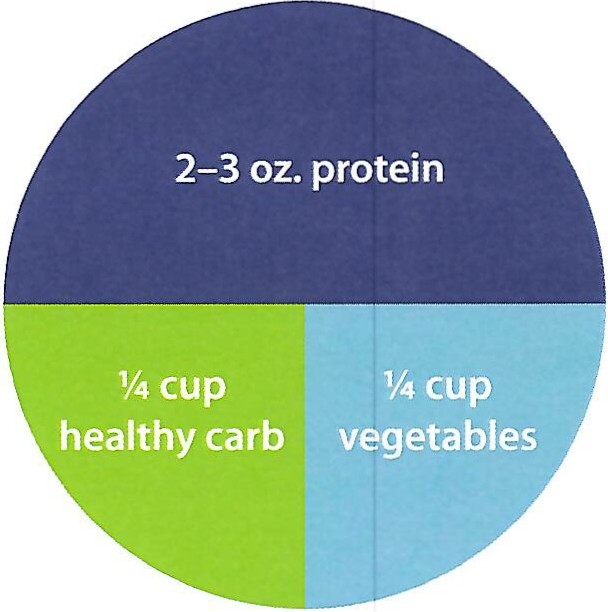 2–3 oz. protein
¼ cup
healthy carb
¼ cup
vegetables